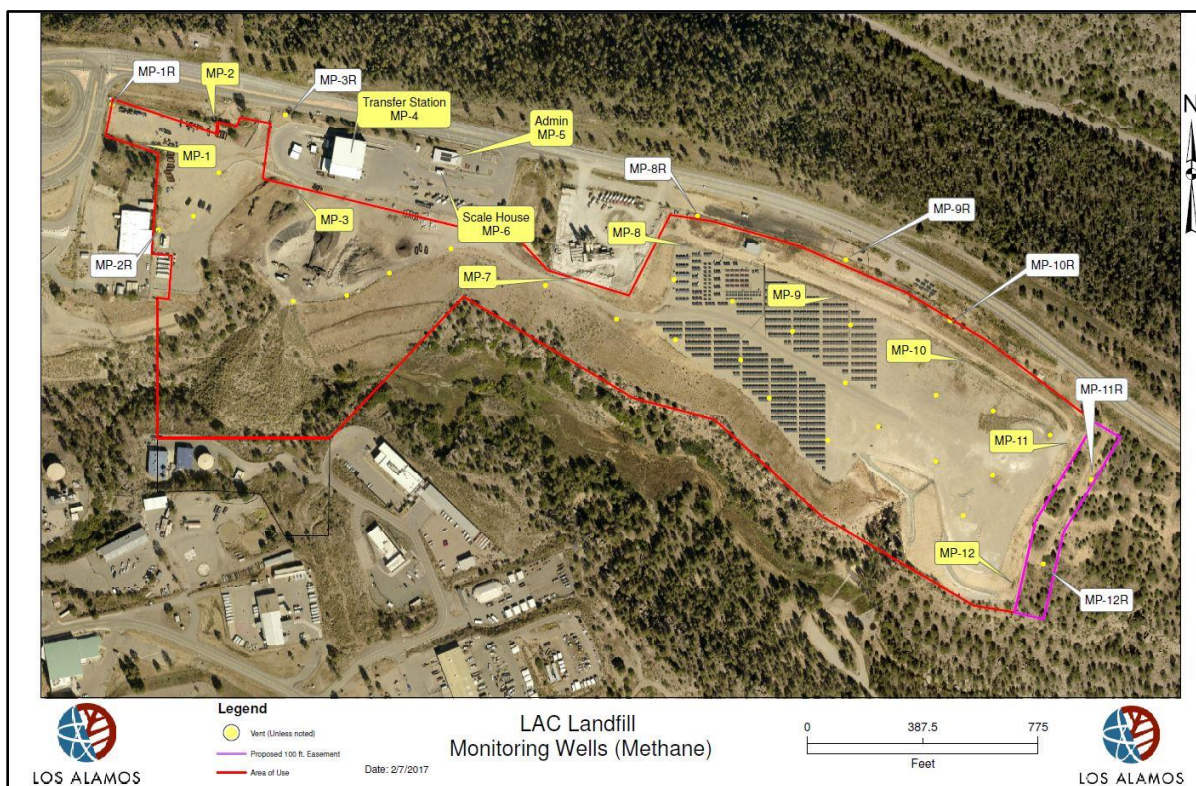 MP-1R
MP-2
MP-3R
Transfer Station
MP-4
Admin
MP-5
N
MP-1
MP-8R
MP-3
Scale House
MP-6
MP-8
MP-9R
MP-2R
MP-7
MP-10R
MP-9
MP-10
MP-11R
MP-11
MP-12
MP-12R
LOS ALAMOS
Legend
Vent (Unless noted)
Proposed 100 ft. Easement
Area of Use
Date: 2/7/2017
LAC Landfill
Monitoring Wells (Methane)
0 387.5 775
Feet
LOS ALAMOS